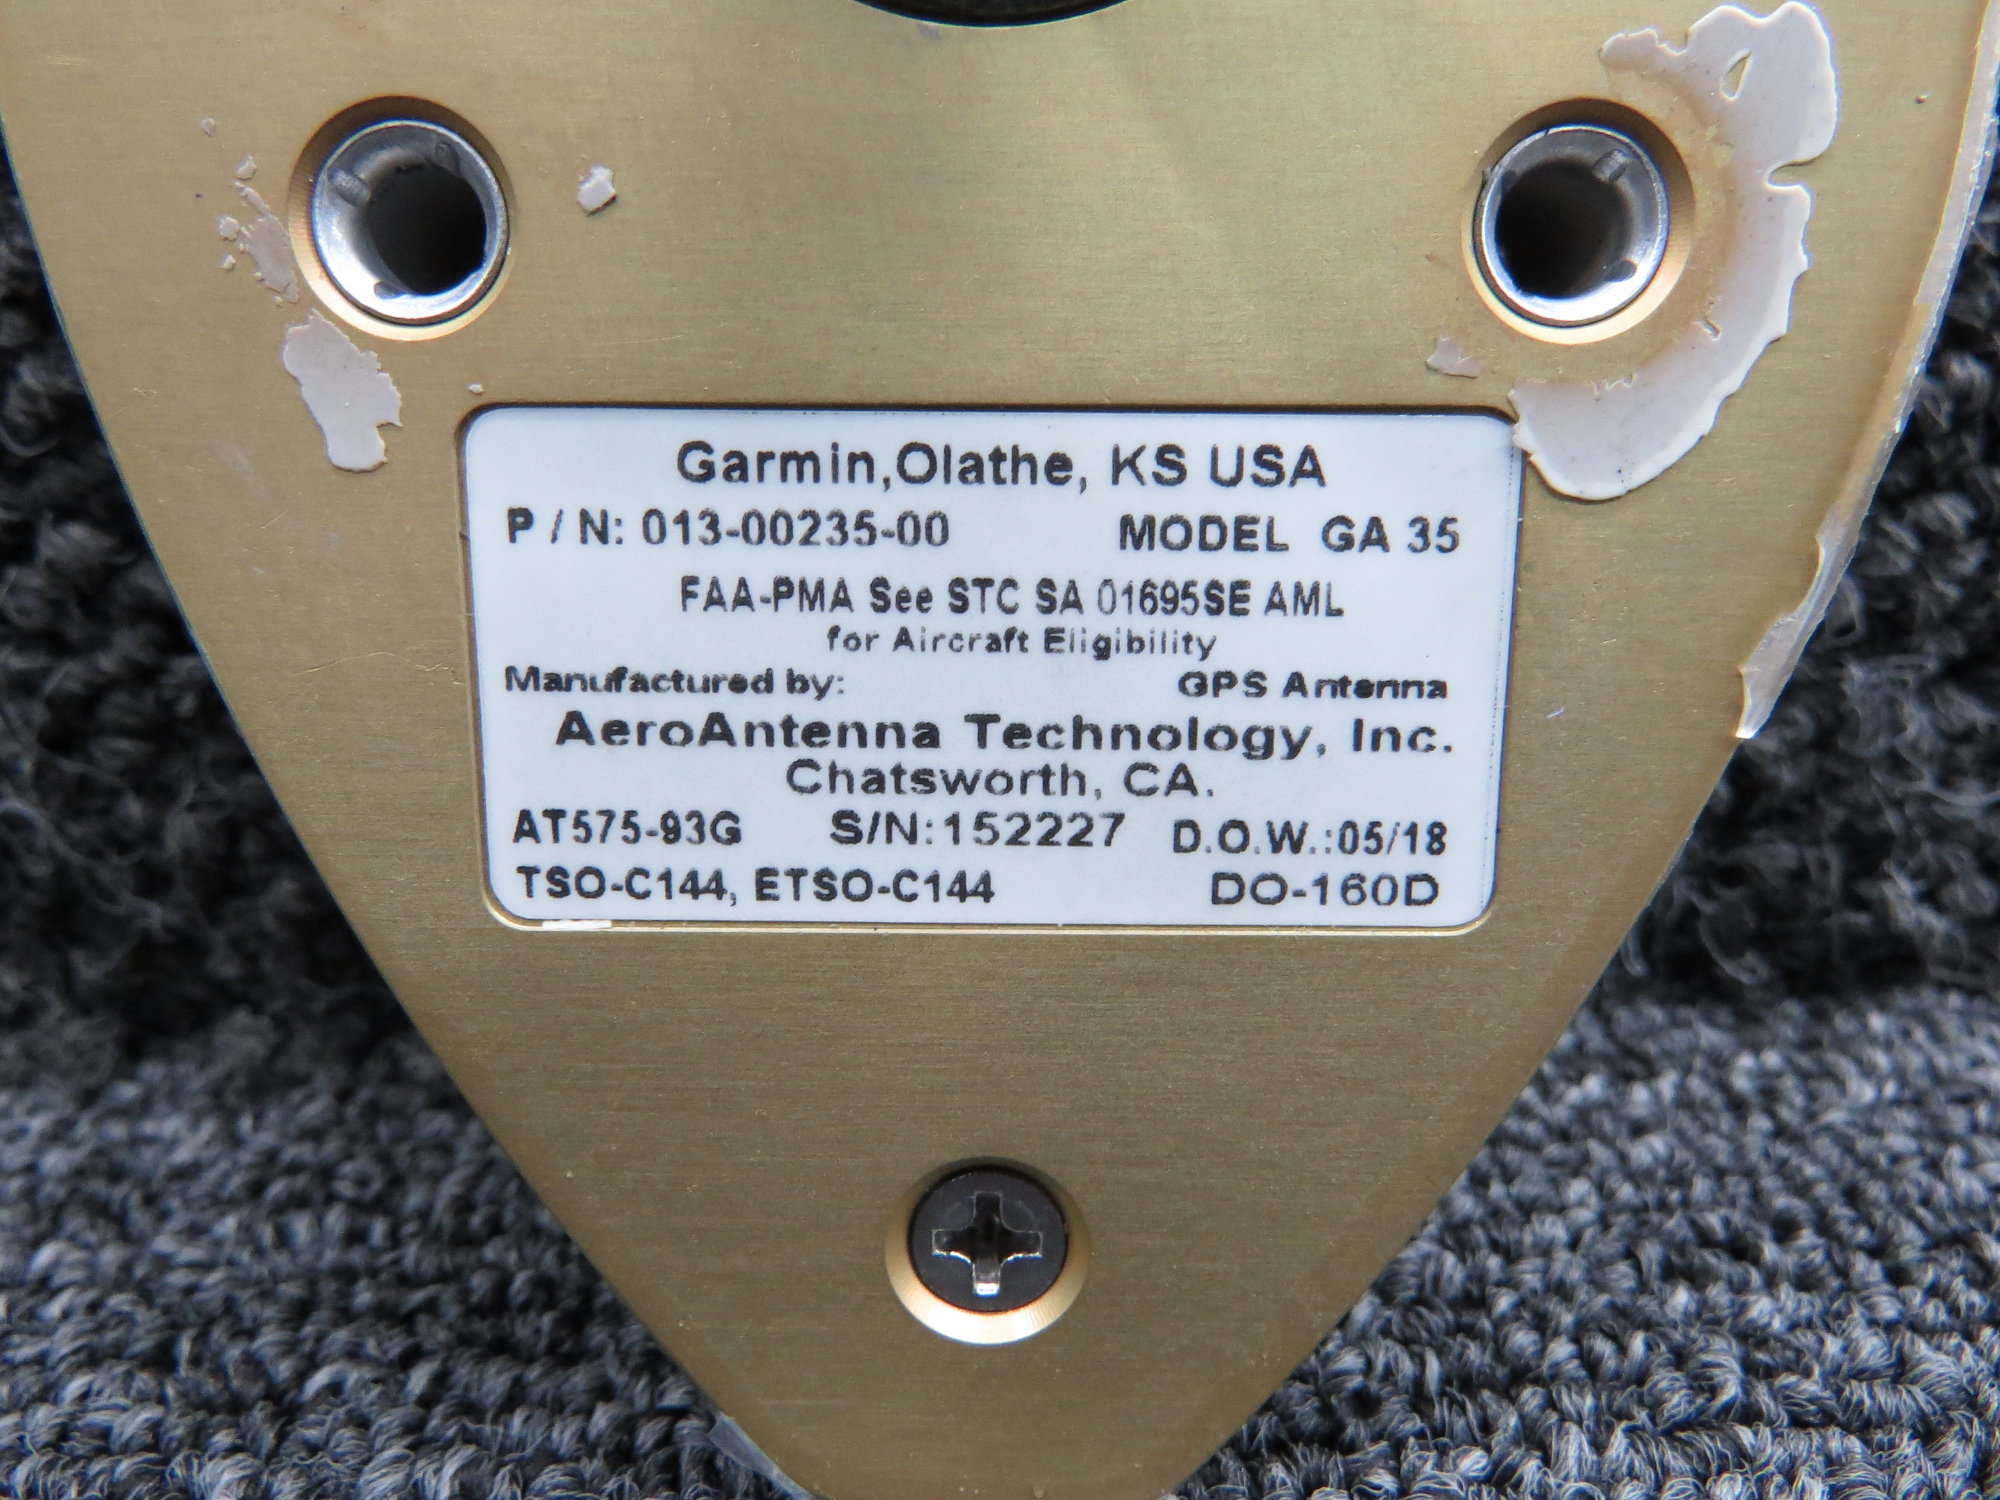 Garmin,Olathe, KS USA
P / N: 013-00235-00 MODEL GA 35
FAA-PMA See STC SA 01695SE AML
for Aircraft Eligibility
Manufactured by: GPS Antenna
AeroAntenna Technology, Inc.
Chatsworth, CA.
AT575-93G S/N:152227 D.O.W.:05/18
TSO-C144, ETSO-C144 DO-160D